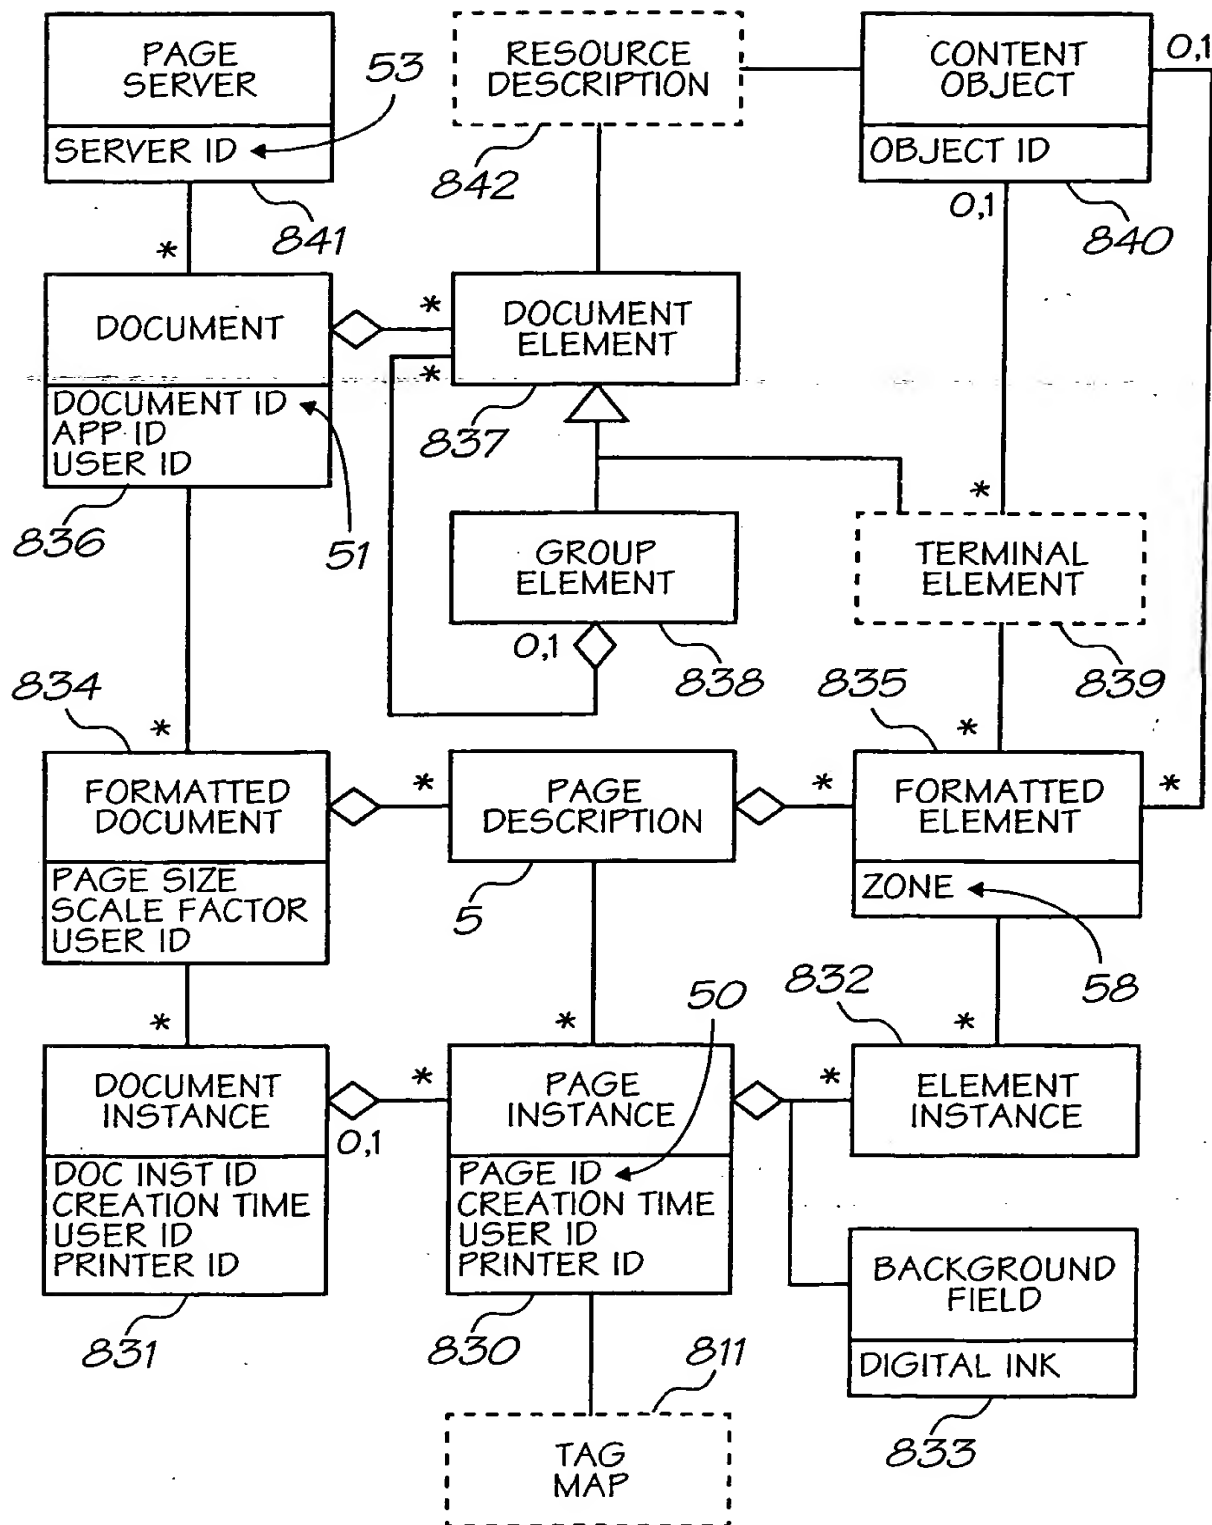 PAGE
SERVER
SERVER ID
53
841
*
RESOURCE
DESCRIPTION
842
CONTENT
OBJECT
OBJECT ID
0,1
0,1
840
DOCUMENT
DOCUMENT ID
APP ID
USER ID
836
51
*
*
DOCUMENT
ELEMENT
837
GROUP
ELEMENT
0,1
838
*
TERMINAL
ELEMENT
839
834
*
FORMATTED
DOCUMENT
PAGE SIZE
SCALE FACTOR
USER ID
*
PAGE
DESCRIPTION
5
*
835
*
FORMATTED
ELEMENT
*
ZONE
58
*
DOCUMENT
INSTANCE
0,1
DOC INST ID
CREATION TIME
USER ID
PRINTER ID
831
*
*
50
PAGE
INSTANCE
PAGE ID
CREATION TIME
USER ID
PRINTER ID
830
832
*
*
ELEMENT
INSTANCE
BACKGROUND
FIELD
DIGITAL INK
833
811
TAG
MAP